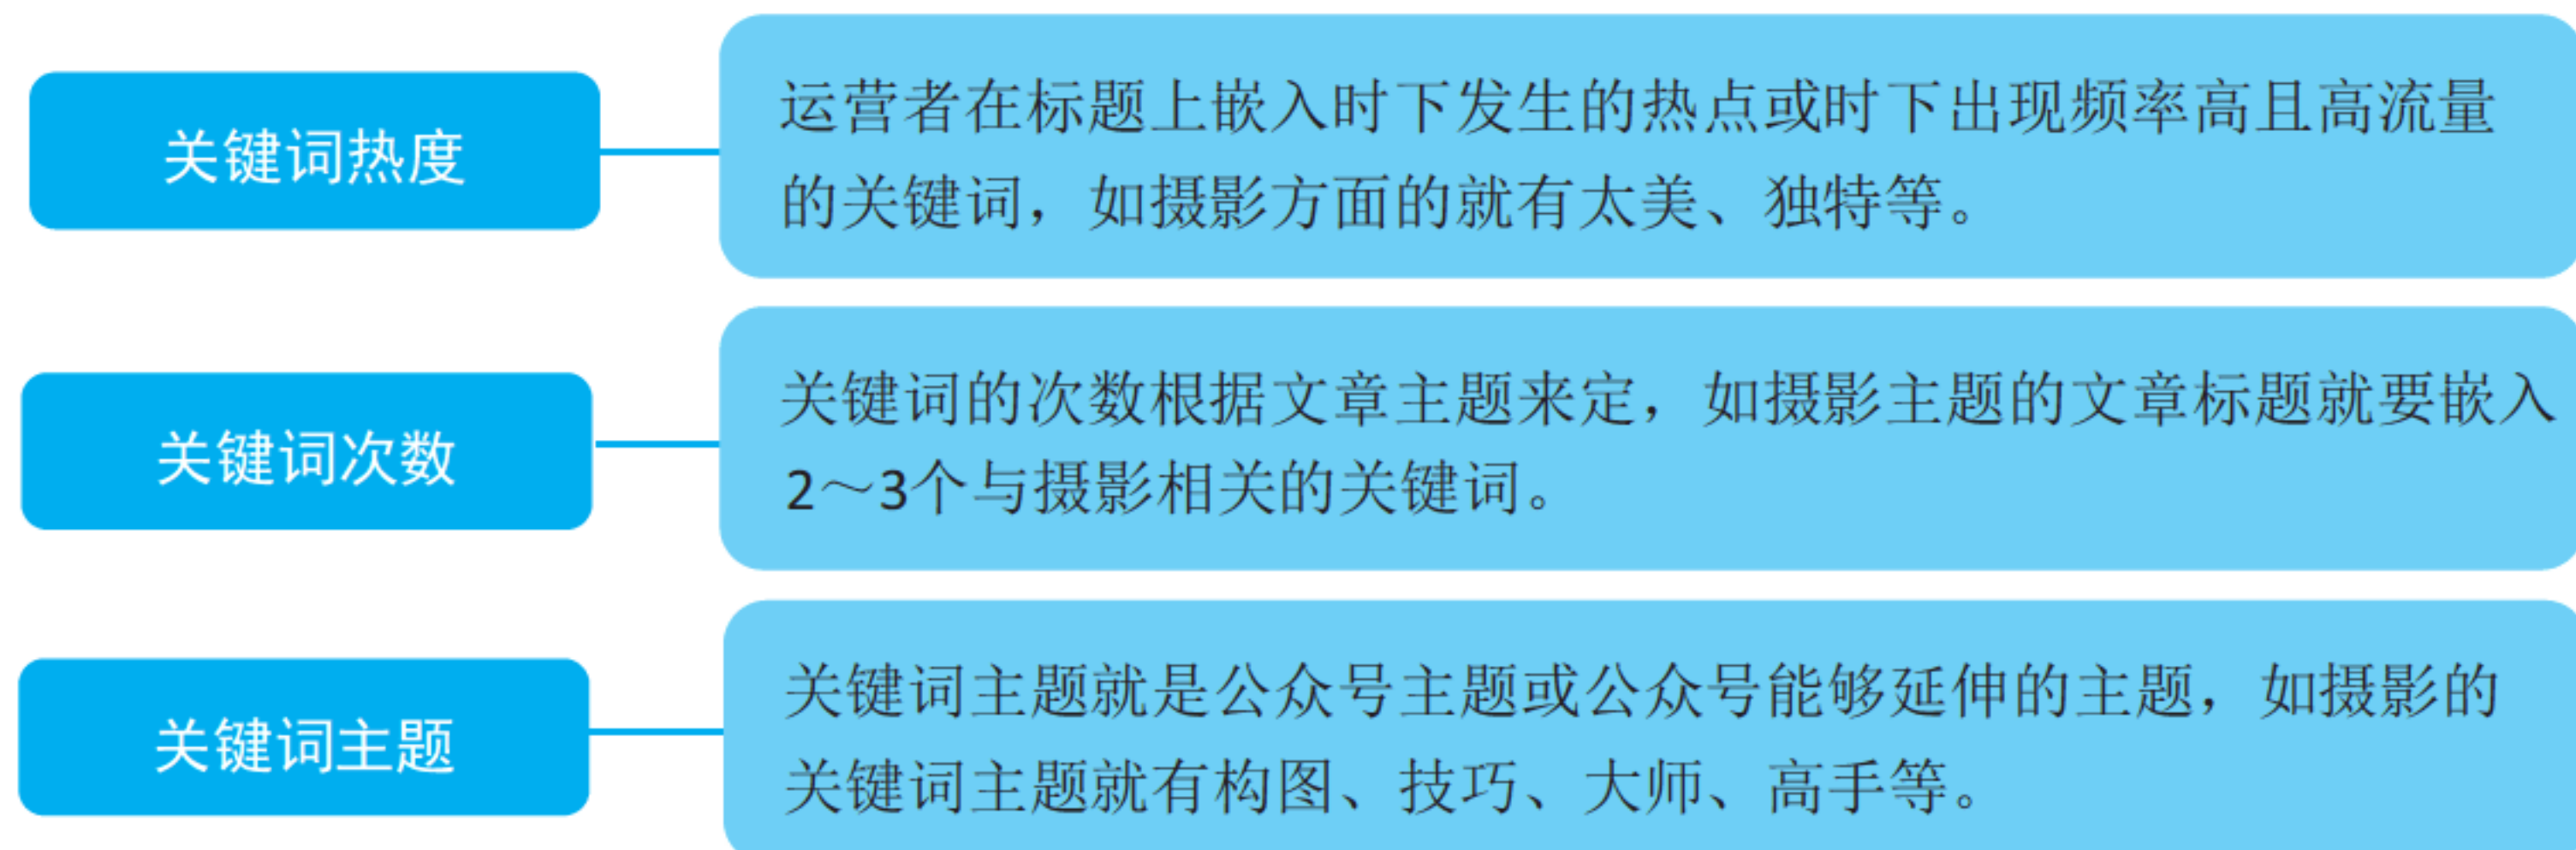 关键词热度
运营者在标题上嵌入时下发生的热点或时下出现频率高且高流量
的关键词，如摄影方面的就有太美、独特等。
关键词次数
关键词的次数根据文章主题来定，如摄影主题的文章标题就要嵌入
2～3个与摄影相关的关键词。
关键词主题
关键词主题就是公众号主题或公众号能够延伸的主题，如摄影的
关键词主题就有构图、技巧、大师、高手等。